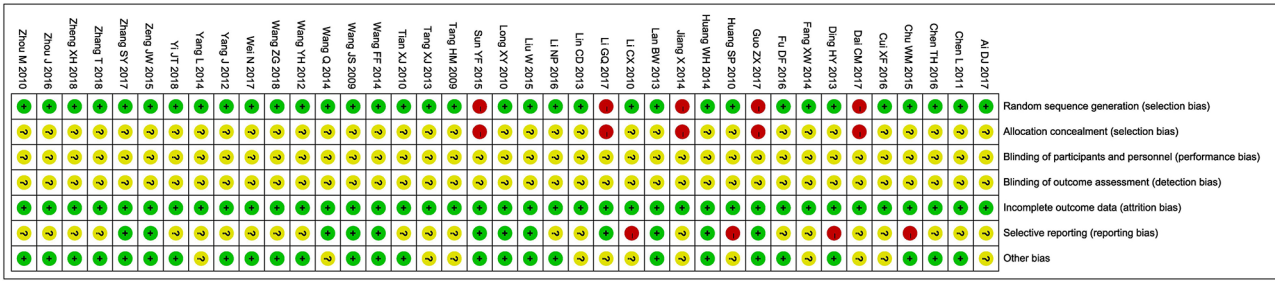 Zhou M 2010
Zhou J 2016
Zheng XH 2018
Zhang T 2018
Zhang SY 2017
Zeng JW 2015
Yi JT 2018
Yang L 2014
Yang J 2012
Wei N 2017
Wang ZG 2018
Wang YH 2012
Wang Q 2014
Wang JS 2009
Wang FF 2014
Tian XJ 2010
Tang XJ 2013
Tang HM 2009
Sun YF 2015
Long XY 2010
Liu W 2015
Li NP 2016
Lin CD 2013
Li GQ 2017
Li CX 2010
Lan BW 2013
Jiang X 2014
Huang WH 2014
Huang SP 2010
Guo ZX 2017
Fu DF 2016
Fang XW 2014
Ding HY 2013
Dai CM 2017
Cui XF 2016
Chu WM 2015
Chen TH 2016
Chen L 2011
Ai DJ 2017
+ + + + + + + + + + + + + + + + + + - + + + + - + + - + + - + + + - + + + + +
Random sequence generation (selection bias)
? ? ? ? ? ? ? ? ? ? ? ? ? ? ? ? ? ? - ? ? ? ? - ? ? - ? ? - ? ? ? - ? ? ? ? ?
Allocation concealment (selection bias)
? ? ? ? ? ? ? ? ? ? ? ? ? ? ? ? ? ? ? ? ? ? ? ? ? ? ? ? ? ? ? ? ? ? ? ? ? ? ?
Blinding of participants and personnel (performance bias)
? ? ? ? ? ? ? ? ? ? ? ? ? ? ? ? ? ? ? ? ? ? ? ? ? ? ? ? ? ? ? ? ? ? ? ? ? ? ?
Blinding of outcome assessment (detection bias)
+ + + + + + + + + + + + + + + + + + + + + + + + + + + + + + + + + + + + + + +
Incomplete outcome data (attrition bias)
? ? ? ? + + ? ? ? ? ? ? + + + ? ? ? + + + ? ? + - + ? + - + ? ? - ? ? - ? ? ?
Selective reporting (reporting bias)
+ + + + + + + ? + + + + ? + + + ? ? + + + + ? ? ? + ? + ? + + ? + ? ? + + + ?
Other bias